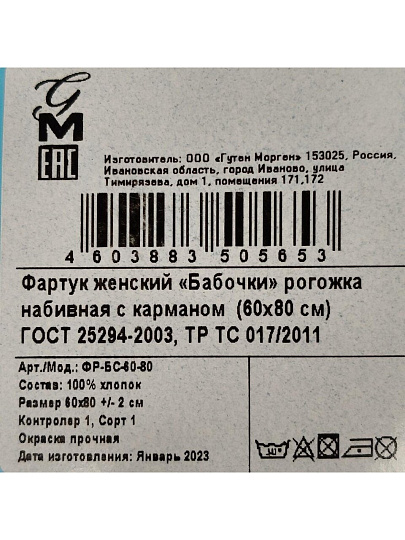 GM
EAC
Изготовитель: ООО «Гутен Морген» 153025, Россия,
Ивановская область, город Иваново, улица
Тимирязева, дом 1, помещения 171,172
4 603883 505653
Фартук женский «Бабочки» рогожка
набивная с карманом (60х80 см)
ГОСТ 25294-2003, ТР ТС 017/2011
Арт./Мод.: ФР-БС-60-80
Состав: 100% хлопок
Размер 60х80 +/- 2 см
Контролер 1, Сорт 1
Окраска прочная
Дата изготовения: Январь 2023